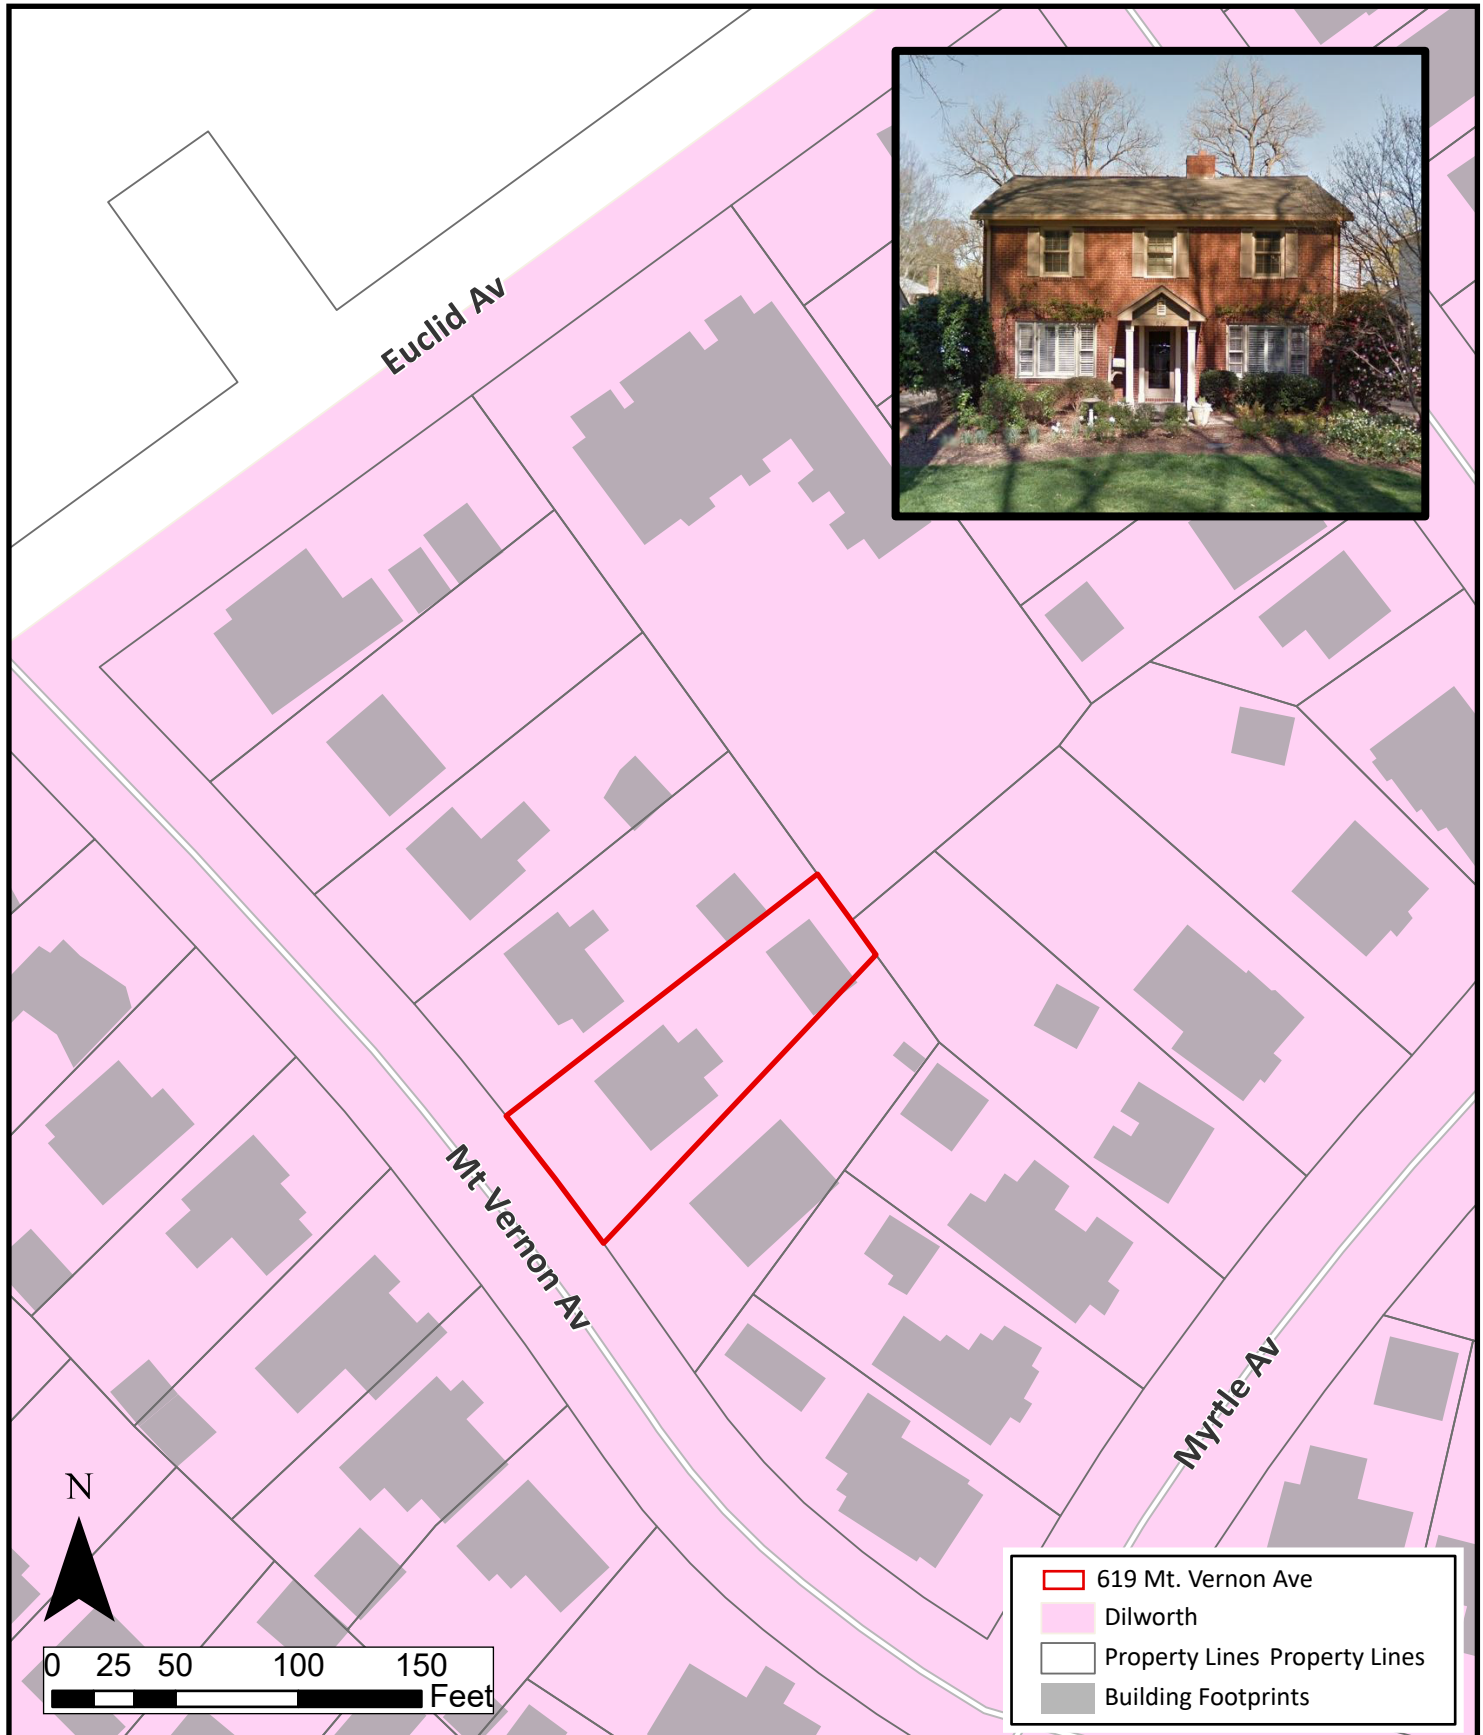 Euclid Av
Mt Vernon Av
Myrtle Av
N
0 25 50 100 150
Feet
619 Mt. Vernon Ave
Dilworth
Property Lines Property Lines
Building Footprints